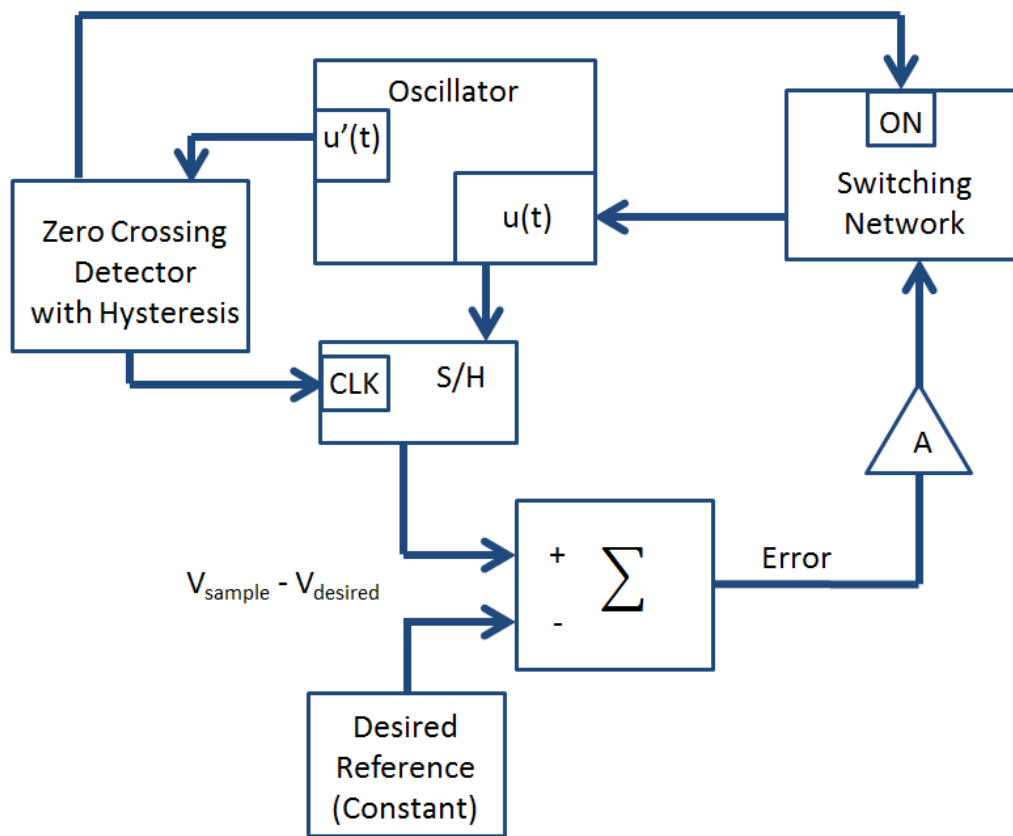 Oscillator
u’(t)
ON
Switching
Network
u(t)
Zero Crossing
Detector
with Hysteresis
CLK
S/H
A
+
∑
-
Error
Vsample - Vdesired
Desired
Reference
(Constant)